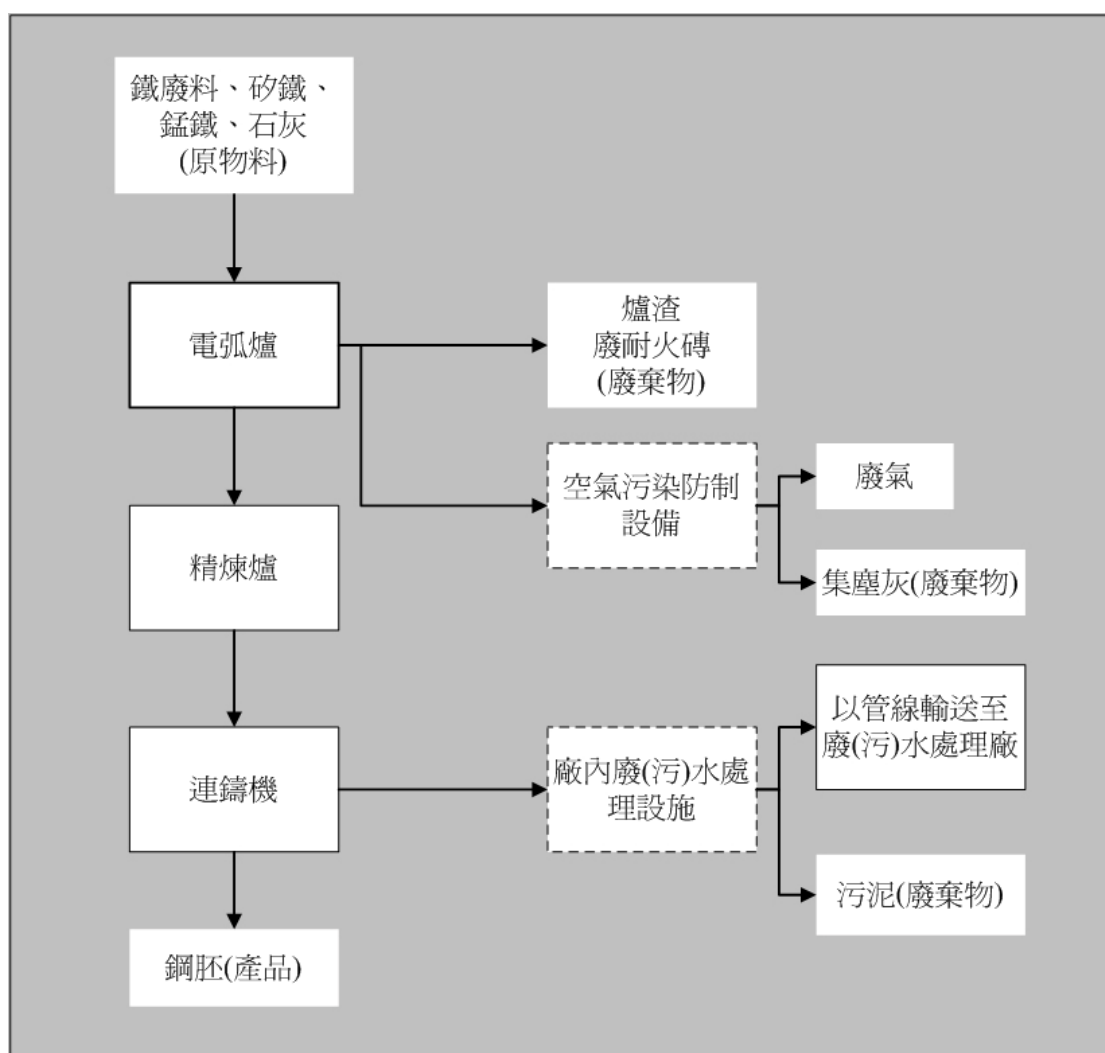 鐵廢料、矽鐵、
錳鐵、石灰
(原物料)
電弧爐
爐渣
廢耐火磚
(廢棄物)
空氣污染防制
設備
廢氣
集塵灰(廢棄物)
精煉爐
連鑄機
廠內廢(污)水處
理設施
以管線輸送至
廢(污)水處理廠
污泥(廢棄物)
鋼胚(產品)